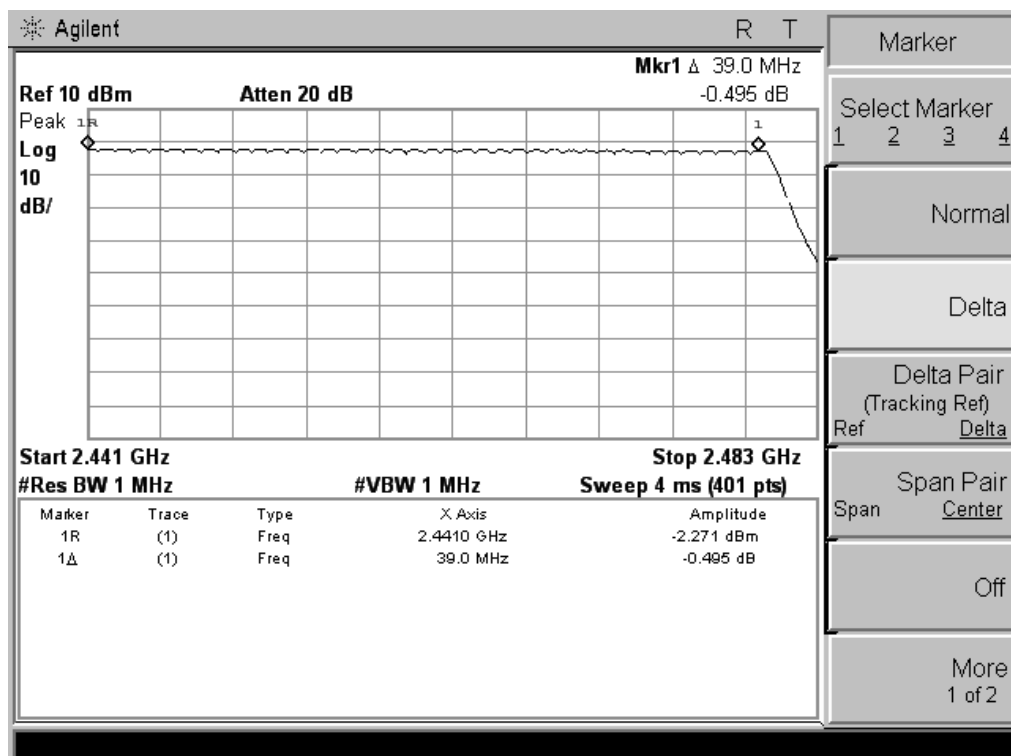 Agilent R T
Mkr1 Δ 39.0 MHz
Ref 10 dBm Atten 20 dB -0.495 dB
Peak
Log
10
dB/
1R
1
Start 2.441 GHz Stop 2.483 GHz
#Res BW 1 MHz #VBW 1 MHz Sweep 4 ms (401 pts)
Marker Trace Type X Axis Amplitude
1R (1) Freq 2.4410 GHz -2.271 dBm
1Δ (1) Freq 39.0 MHz -0.495 dB
Marker
Select Marker
1 2 3 4
Normal
Delta
Delta Pair
(Tracking Ref)
Ref Delta
Span Pair
Span Center
Off
More
1 of 2